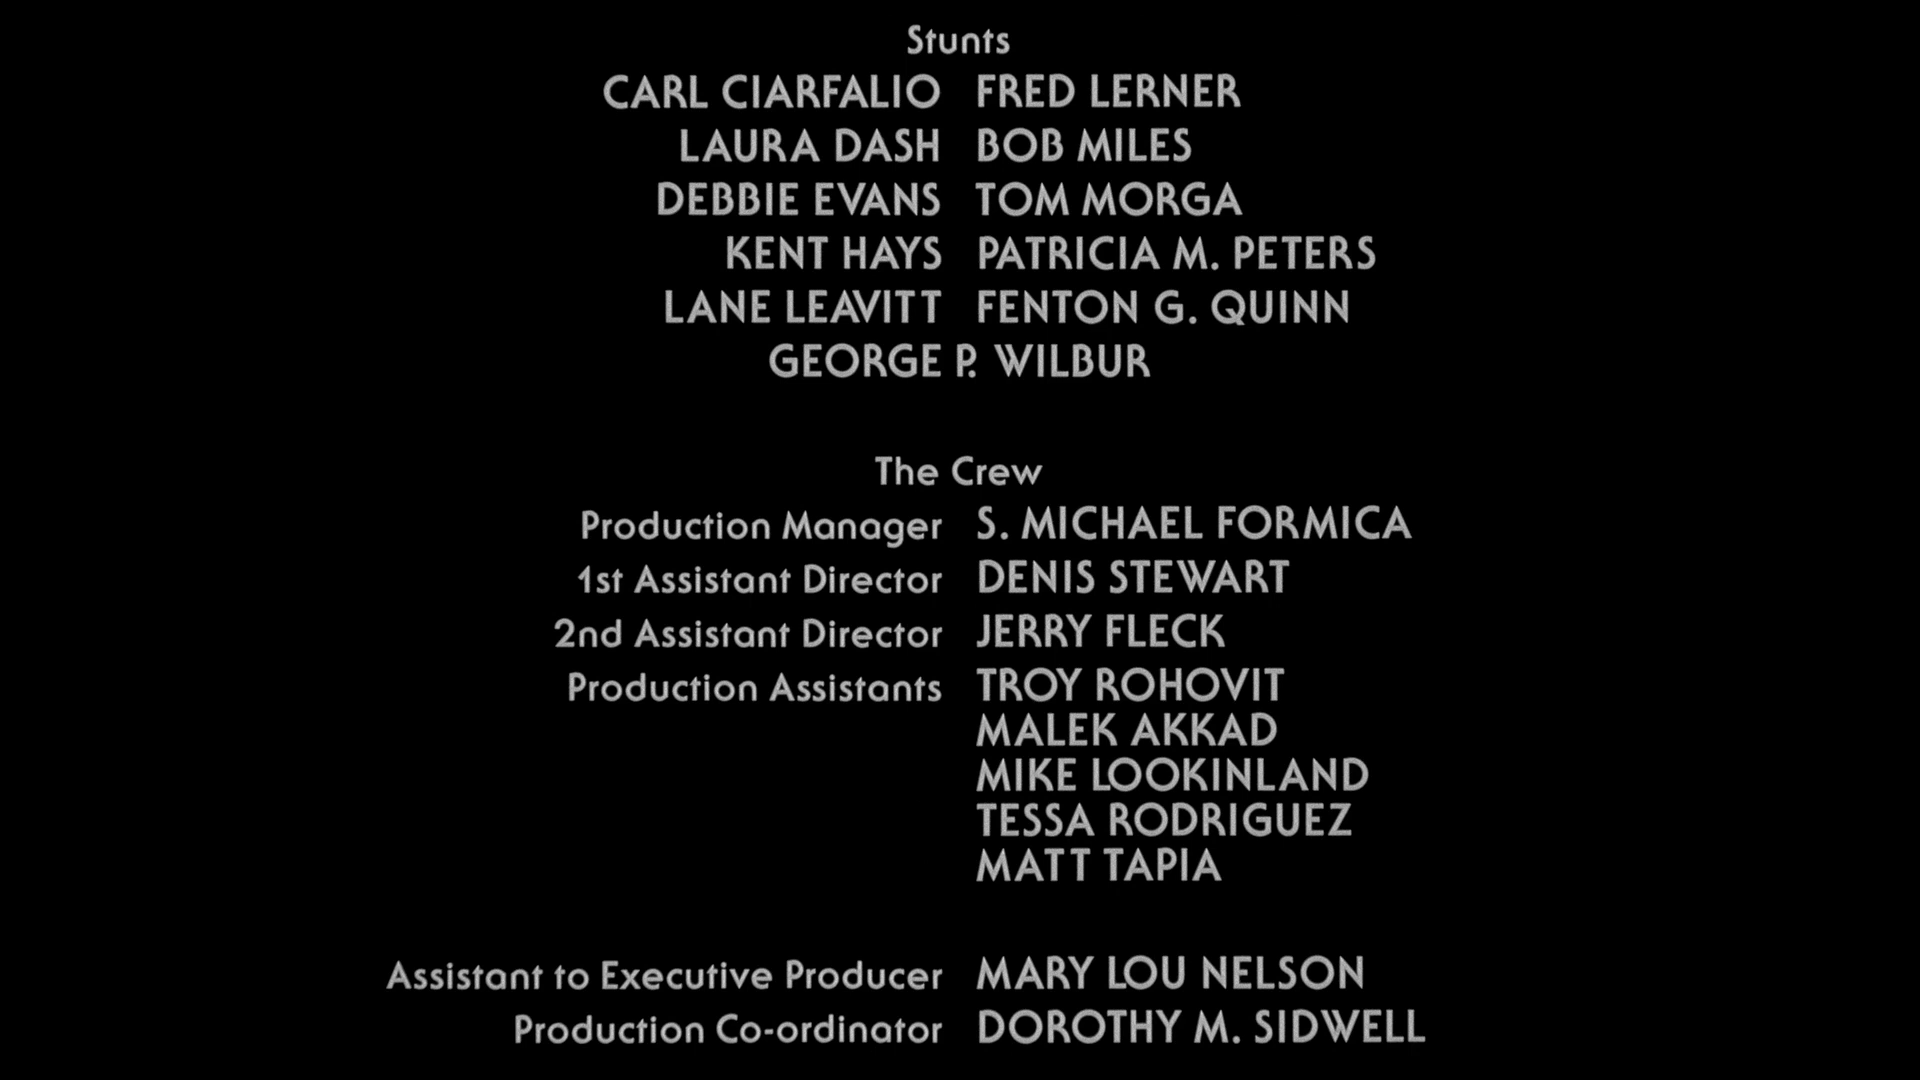 Stunts
CARL CIARFALIO FRED LERNER
LAURA DASH BOB MILES
DEBBIE EVANS TOM MORGA
KENT HAYS PATRICIA M. PETERS
LANE LEAVITT FENTON G. QUINN
GEORGE P. WILBUR
The Crew
Production Manager S. MICHAEL FORMICA
1st Assistant Director DENIS STEWART
2nd Assistant Director JERRY FLECK
Production Assistants TROY ROHOVIT
MALEK AKKAD
MIKE LOOKINLAND
TESSA RODRIGUEZ
MATT TAPIA
Assistant to Executive Producer MARY LOU NELSON
Production Co-ordinator DOROTHY M. SIDWELL